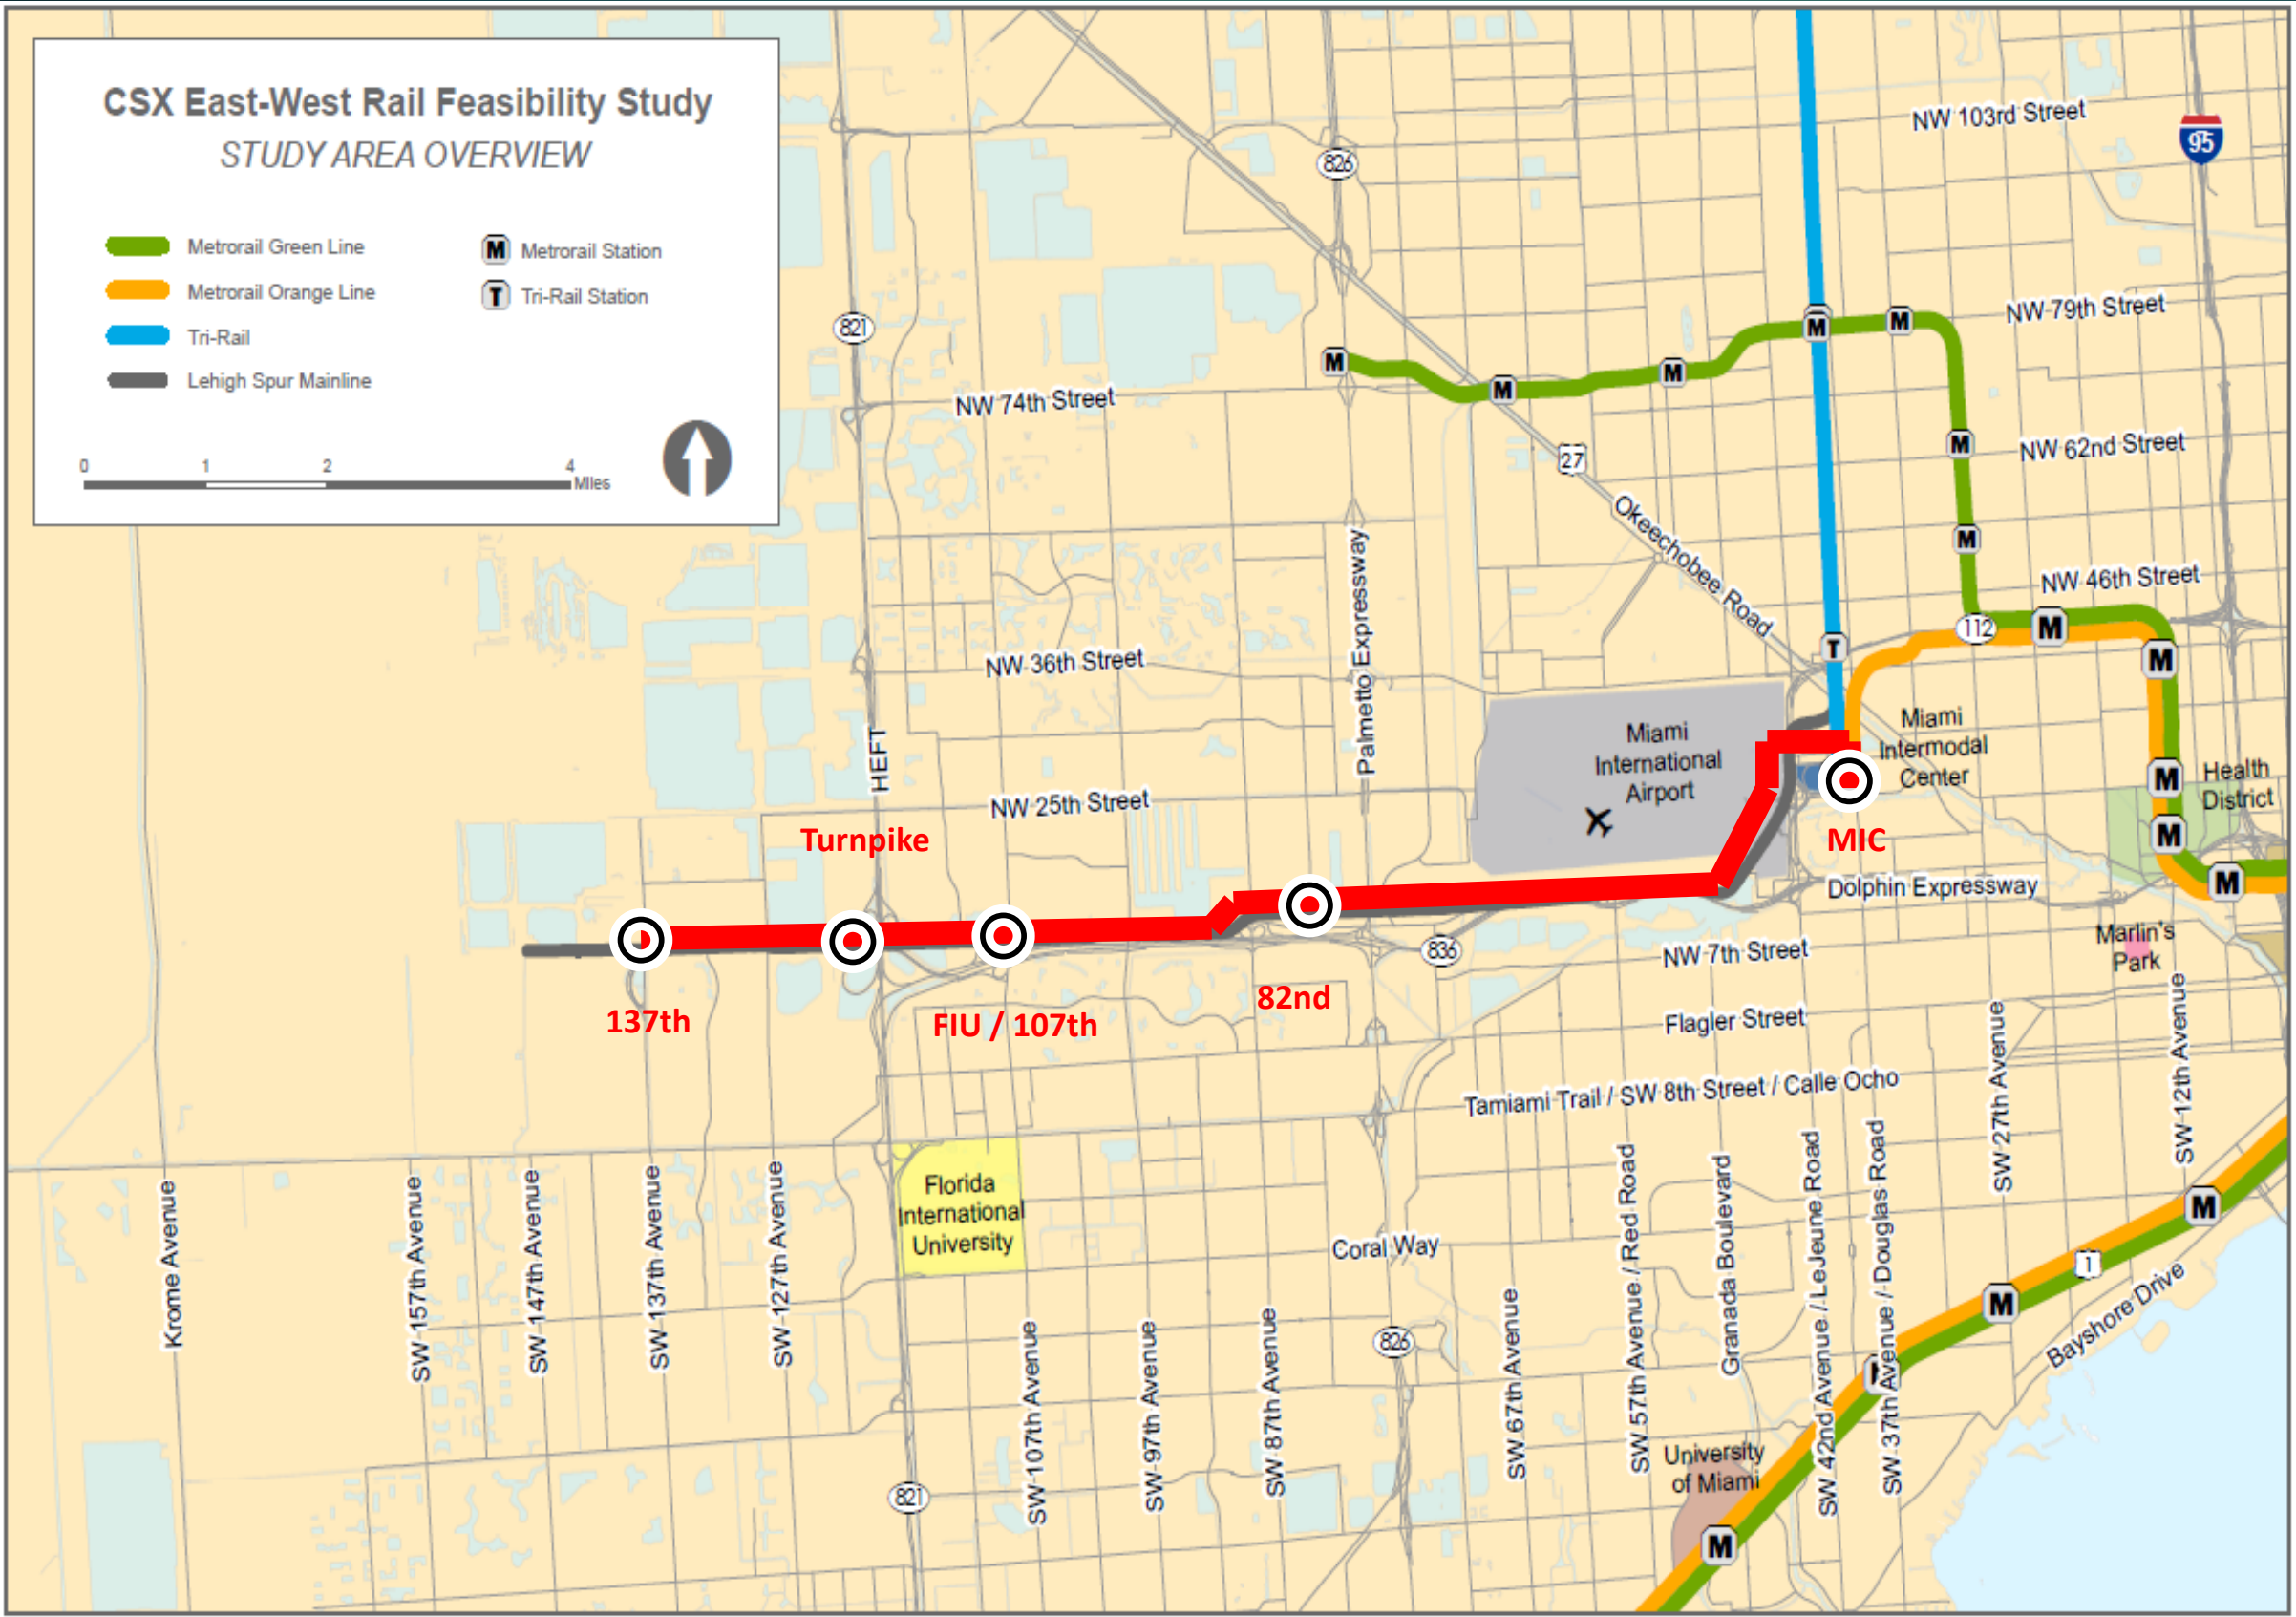 CSX East-West Rail Feasibility Study
STUDY AREA OVERVIEW
Metrorail Green Line
Metrorail Orange Line
Tri-Rail
Lehigh Spur Mainline
M Metrorail Station
T Tri-Rail Station
0 1 2 4
Miles
NW 103rd Street
95
826
821
NW 79th Street
M
M
M
M
M
NW 74th Street
M
NW 62nd Street
27
Okeechobee Road
M
Palmetto Expressway
NW 46th Street
112
M
T
M
NW 36th Street
HEFT
Miami
International
Airport
Miami
Intermodal
Center
M
Health
District
NW 25th Street
Turnpike
MIC
M
M
Dolphin Expressway
836
NW 7th Street
Marlin's
Park
137th
FIU / 107th
82nd
Flagler Street
Tamiami Trail / SW 8th Street / Calle Ocho
SW 27th Avenue
SW 12th Avenue
Florida
International
University
Coral Way
M
1
M
Bayshore Drive
826
M
Krome Avenue
SW 157th Avenue
SW 147th Avenue
SW 137th Avenue
SW 127th Avenue
SW 107th Avenue
SW 97th Avenue
SW 87th Avenue
SW 67th Avenue
SW 57th Avenue / Red Road
Granada Boulevard
SW 42nd Avenue / LeJeune Road
SW 37th Avenue / Douglas Road
University
of Miami
821
M